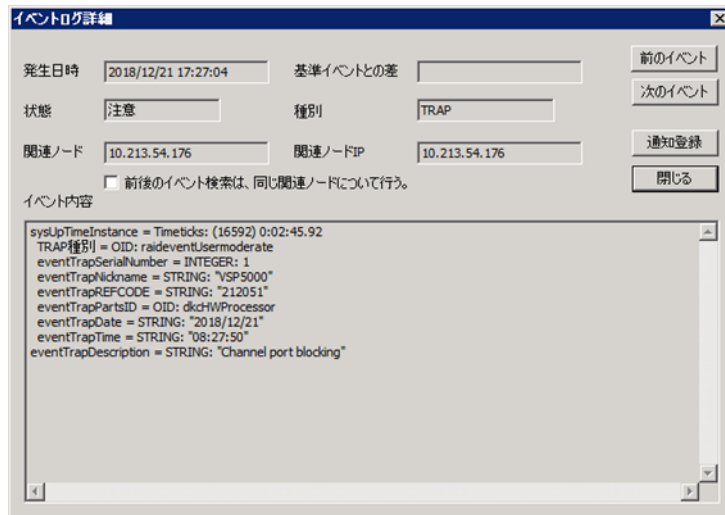 イベントログ詳細
発生日時 2018/12/21 17:27:04 基準イベントとの差 前のイベント
次のイベント
状態 注意 種別 TRAP
関連ノード 10.213.54.176 関連ノードIP 10.213.54.176 通知登録
前後のイベント検索は、同じ関連ノードについて行う。 閉じる
イベント内容
sysUpTimeInstance = Timeticks: (16592) 0:02:45.92
TRAP種別 = OID: raideventUsermoderate
eventTrapSerialNumber = INTEGER: 1
eventTrapNickname = STRING: "VSP5000"
eventTrapREFCODE = STRING: "212051"
eventTrapPartsID = OID: dkcHWProcessor
eventTrapDate = STRING: "2018/12/21"
eventTrapTime = STRING: "08:27:50"
eventTrapDescription = STRING: "Channel port blocking"